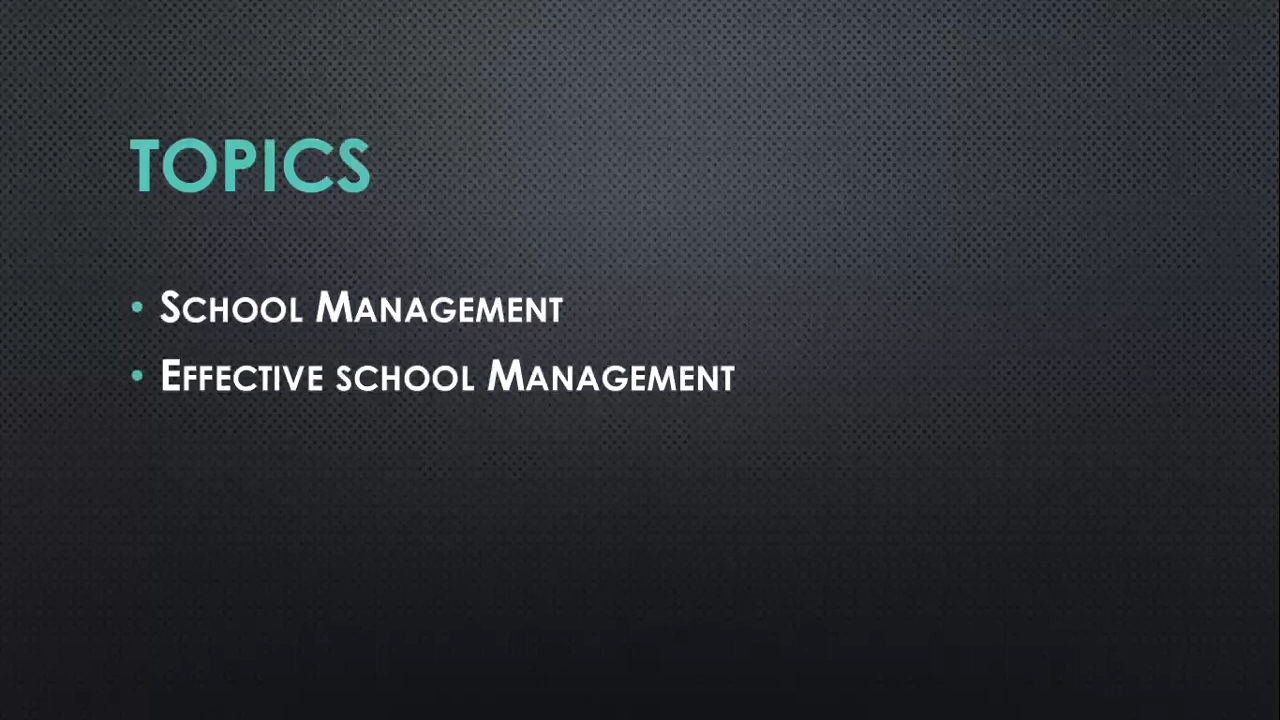 TOPICS
• School Management
• Effective school Management